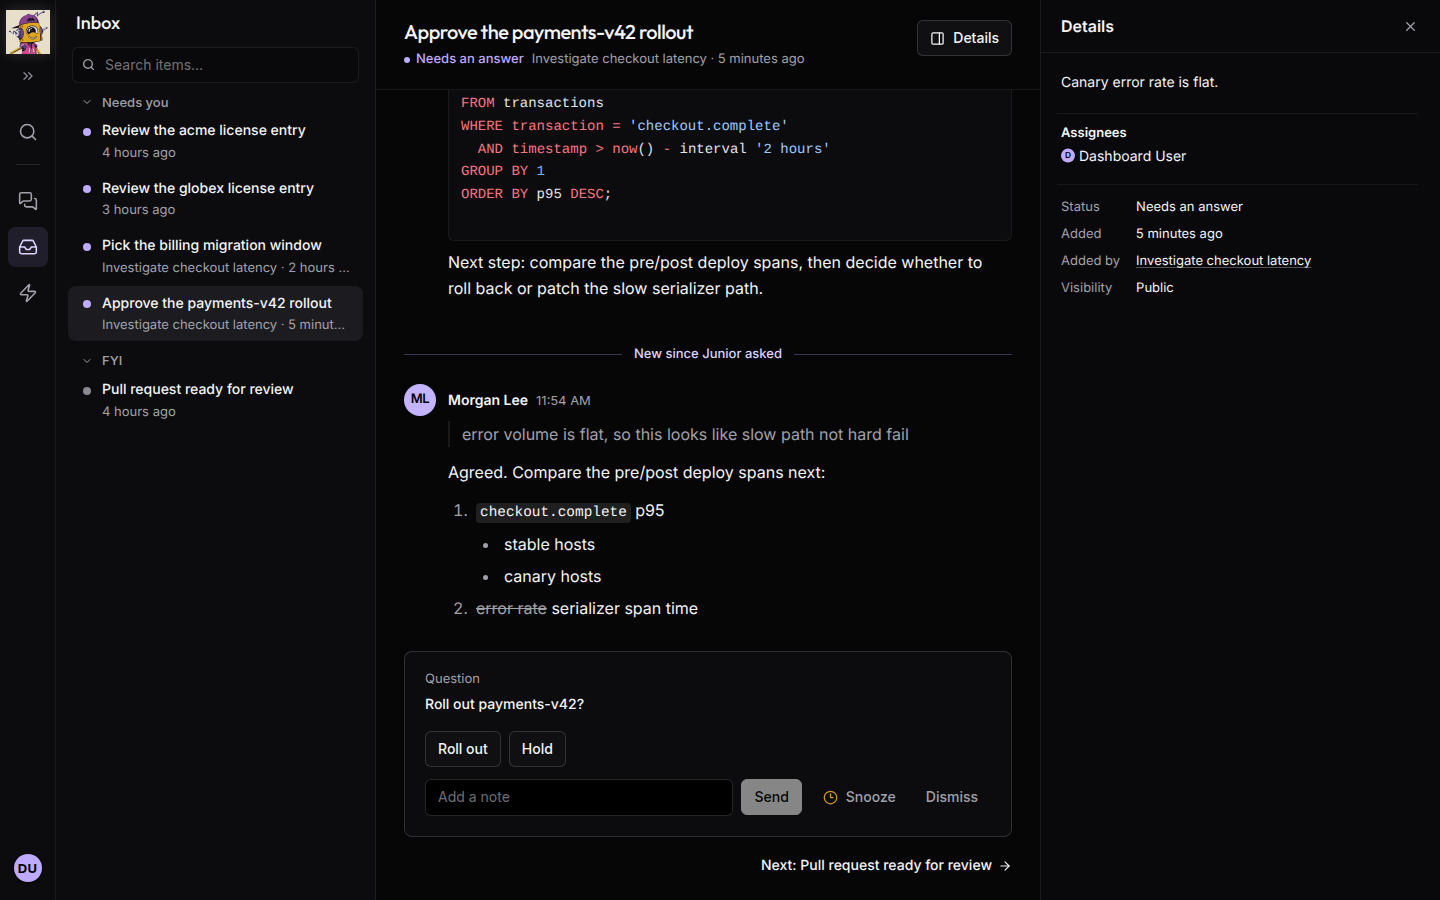 Inbox
Search items...
Needs you
Review the acme license entry
4 hours ago
Review the globex license entry
3 hours ago
Pick the billing migration window
Investigate checkout latency · 2 hours ...
Approve the payments-v42 rollout
Investigate checkout latency · 5 minut...
FYI
Pull request ready for review
4 hours ago
DU
Approve the payments-v42 rollout
Needs an answer Investigate checkout latency · 5 minutes ago
Details
FROM transactions
WHERE transaction = 'checkout.complete'
AND timestamp > now() - interval '2 hours'
GROUP BY 1
ORDER BY p95 DESC;
Next step: compare the pre/post deploy spans, then decide whether to
roll back or patch the slow serializer path.
New since Junior asked
ML
Morgan Lee 11:54 AM
error volume is flat, so this looks like slow path not hard fail
Agreed. Compare the pre/post deploy spans next:
1. checkout.complete p95
• stable hosts
• canary hosts
2. error rate serializer span time
Question
Roll out payments-v42?
Roll out
Hold
Add a note
Send
Snooze
Dismiss
Next: Pull request ready for review →
Details
Canary error rate is flat.
Assignees
D Dashboard User
Status Needs an answer
Added 5 minutes ago
Added by Investigate checkout latency
Visibility Public